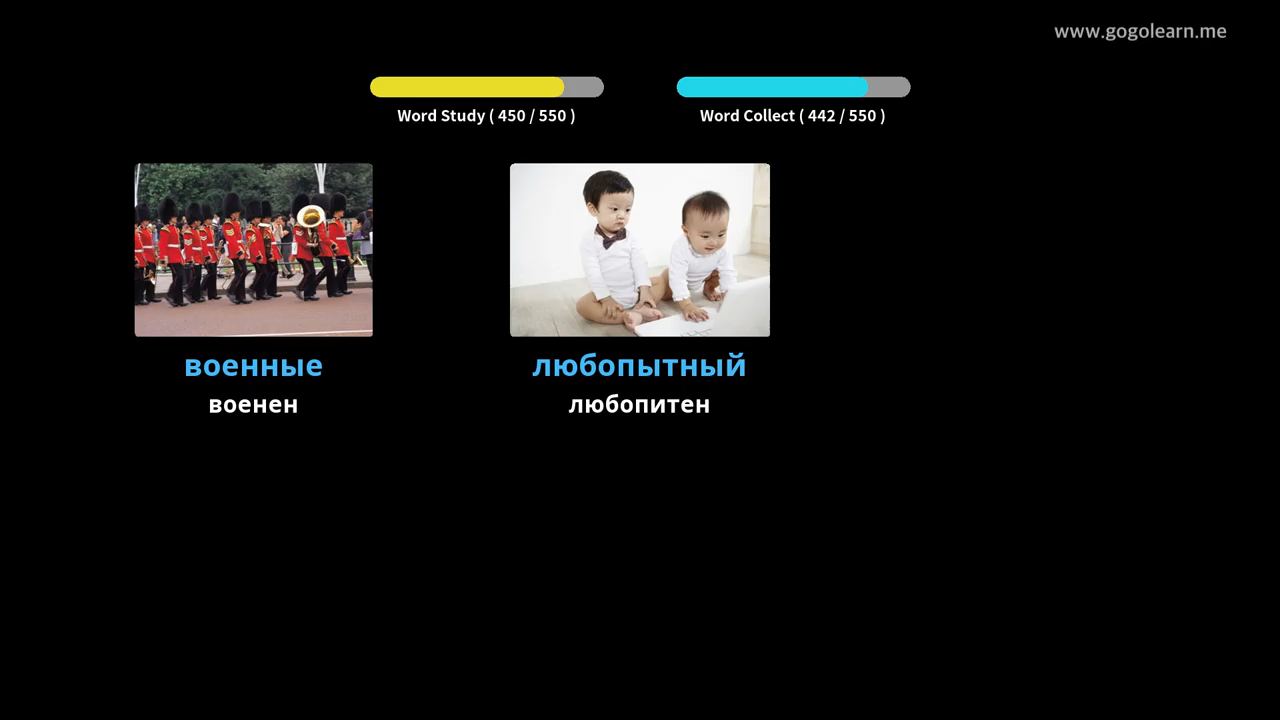 www.gogolearn.me
Word Study ( 450 / 550 )
Word Collect ( 442 / 550 )
военные
военен
любопытный
любопитен